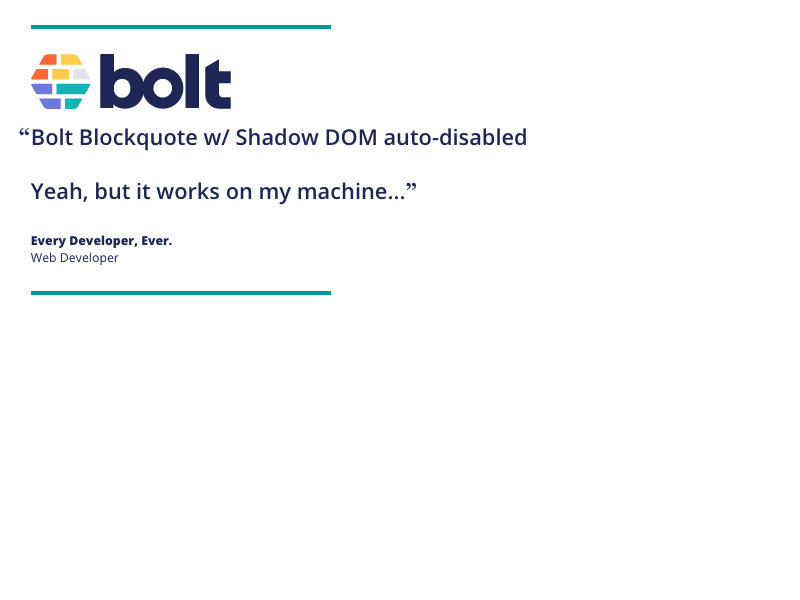 bolt
“Bolt Blockquote w/ Shadow DOM auto-disabled
Yeah, but it works on my machine...”
Every Developer, Ever.
Web Developer